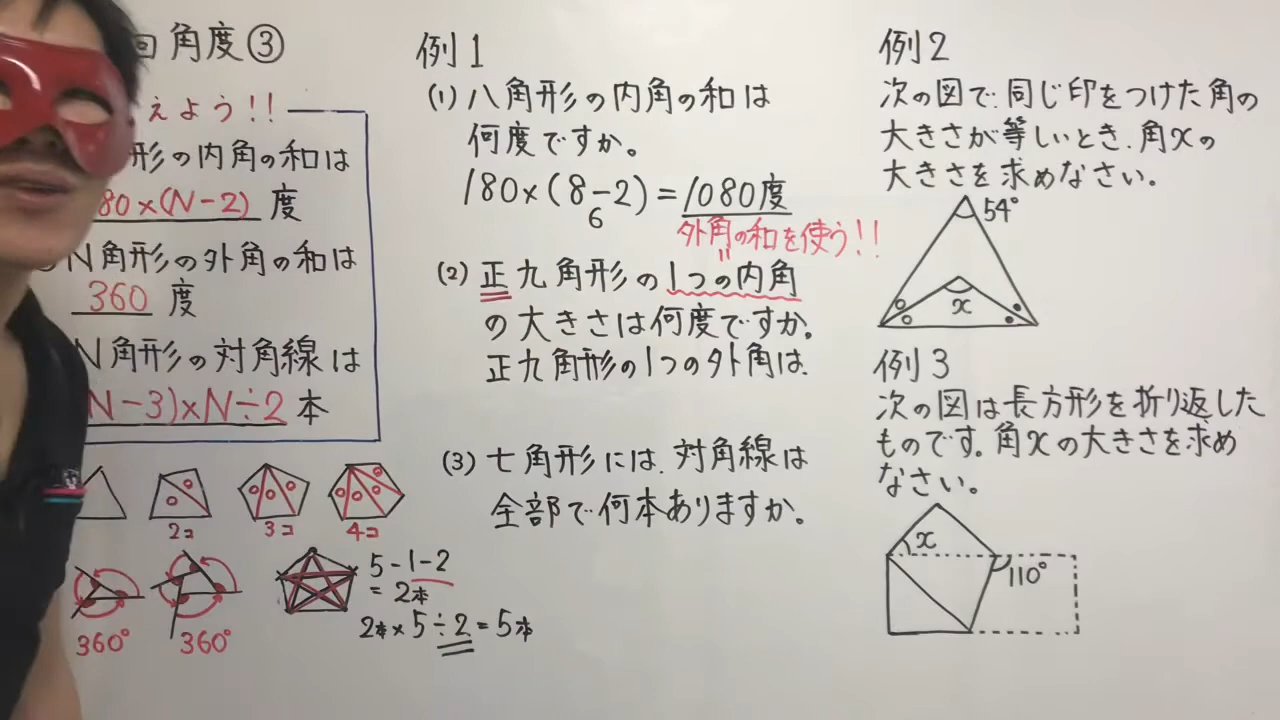 回 角度③
えよう!!
形の内角の和は
80×(N-2) 度
N角形の外角の和は
360 度
N角形の対角線は
N-3)×N÷2 本
2コ
3コ
4コ
360°
360°
5-1-2
=2本
2本×5÷2=5本
例1
(1) 八角形の内角の和は
何度ですか。
180×(8-2)=1080度
6
外角の和を使う!!
(2) 正九角形の1つの内角
の大きさは何度ですか。
正九角形の1つの外角は
(3) 七角形には、対角線は
全部で何本ありますか。
例2
次の図で、同じ印をつけた角の
大きさが等しいとき、角xの
大きさを求めなさい。
54°
x
例3
次の図は長方形を折り返した
ものです。角xの大きさを求め
なさい。
x
110°